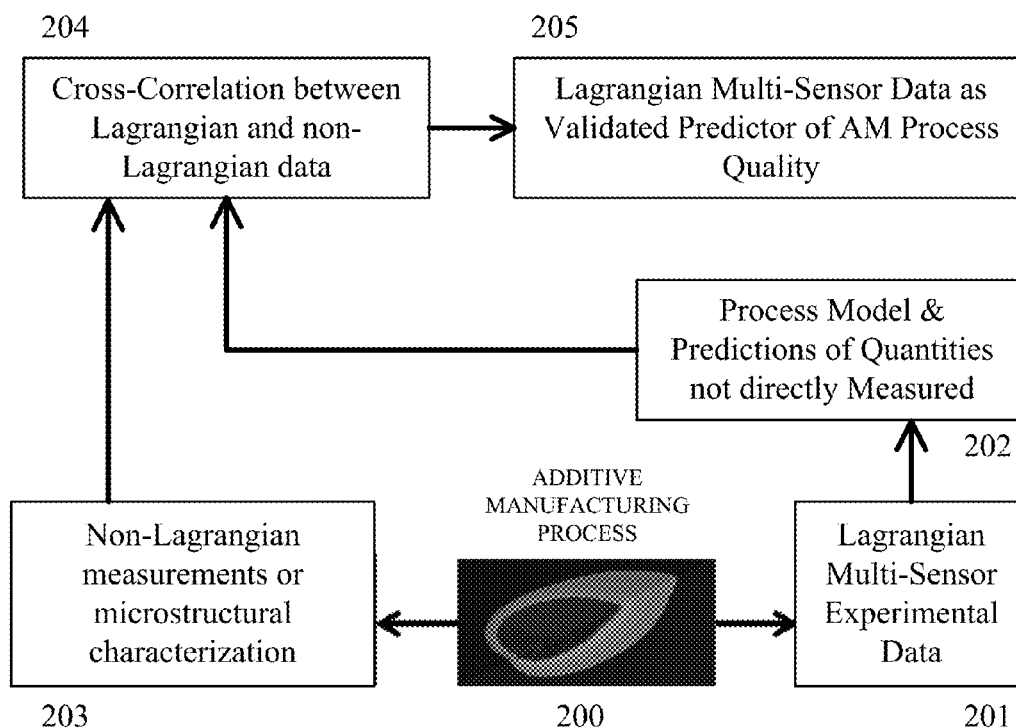 204
Cross-Correlation between
Lagrangian and non-
Lagrangian data
205
Lagrangian Multi-Sensor Data as
Validated Predictor of AM Process
Quality
Process Model &
Predictions of Quantities
not directly Measured
202
ADDITIVE
MANUFACTURING
PROCESS
Non-Lagrangian
measurements or
microstructural
characterization
Lagrangian
Multi-Sensor
Experimental
Data
203
200
201